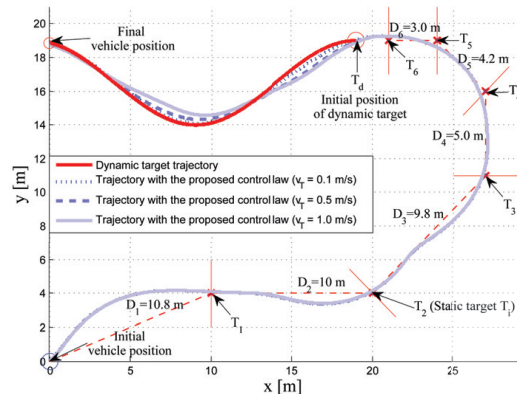 20
18
16
14
12
10
8
6
4
2
0
y [m]
0
5
10
15
20
25
x [m]
Final
vehicle position
D6=3.0 m
T5
T6
D5=4.2 m
Td
Initial position
of dynamic target
D4=5.0 m
T3
D3=9.8 m
Dynamic target trajectory
Trajectory with the proposed control law (vT = 0.1 m/s)
Trajectory with the proposed control law (vT = 0.5 m/s)
Trajectory with the proposed control law (vT = 1.0 m/s)
D2=10 m
D1=10.8 m
T1
T2 (Static target Ti)
Initial
vehicle position